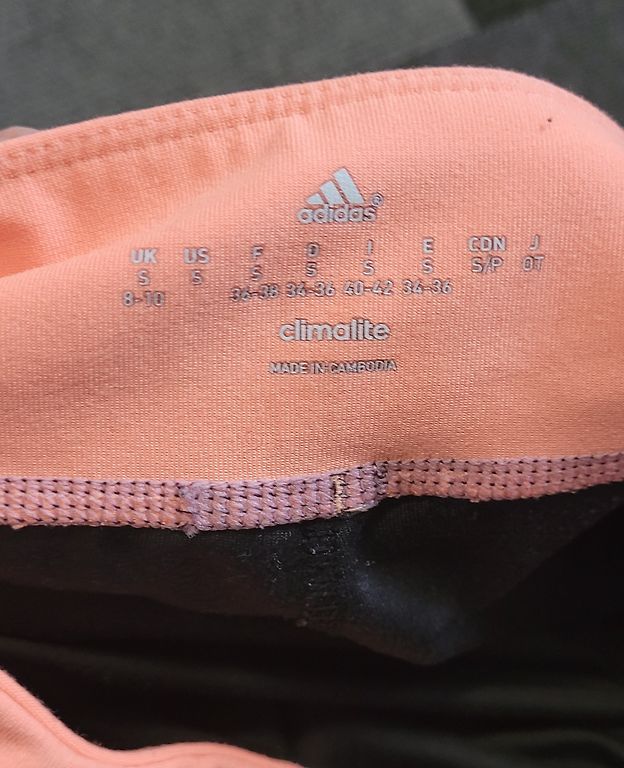 adidas®
UK US F D I E CDN J
S S S S S S S/P OT
8-10 36-38 34-36 40-42 34-36
climalite
MADE IN CAMBODIA